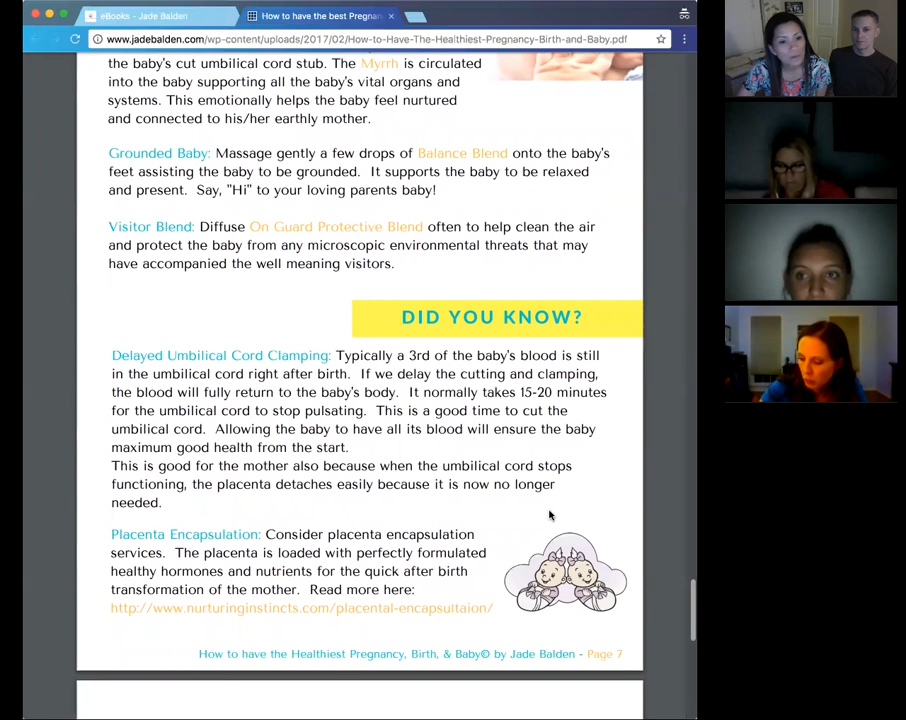 eBooks - Jade Balden
How to have the best Pregnan
www.jadebalden.com/wp-content/uploads/2017/02/How-to-Have-The-Healthiest-Pregnancy-Birth-and-Baby.pdf
the baby's cut umbilical cord stub. The Myrrh is circulated
into the baby supporting all the baby's vital organs and
systems. This emotionally helps the baby feel nurtured
and connected to his/her earthly mother.
Grounded Baby: Massage gently a few drops of Balance Blend onto the baby's
feet assisting the baby to be grounded. It supports the baby to be relaxed
and present. Say, "Hi" to your loving parents baby!
Visitor Blend: Diffuse On Guard Protective Blend often to help clean the air
and protect the baby from any microscopic environmental threats that may
have accompanied the well meaning visitors.
DID YOU KNOW?
Delayed Umbilical Cord Clamping: Typically a 3rd of the baby's blood is still
in the umbilical cord right after birth. If we delay the cutting and clamping,
the blood will fully return to the baby's body. It normally takes 15-20 minutes
for the umbilical cord to stop pulsating. This is a good time to cut the
umbilical cord. Allowing the baby to have all its blood will ensure the baby
maximum good health from the start.
This is good for the mother also because when the umbilical cord stops
functioning, the placenta detaches easily because it is now no longer
needed.
Placenta Encapsulation: Consider placenta encapsulation
services. The placenta is loaded with perfectly formulated
healthy hormones and nutrients for the quick after birth
transformation of the mother. Read more here:
http://www.nurturinginstincts.com/placental-encapsultaion/
How to have the Healthiest Pregnancy, Birth, & Baby© by Jade Balden - Page 7